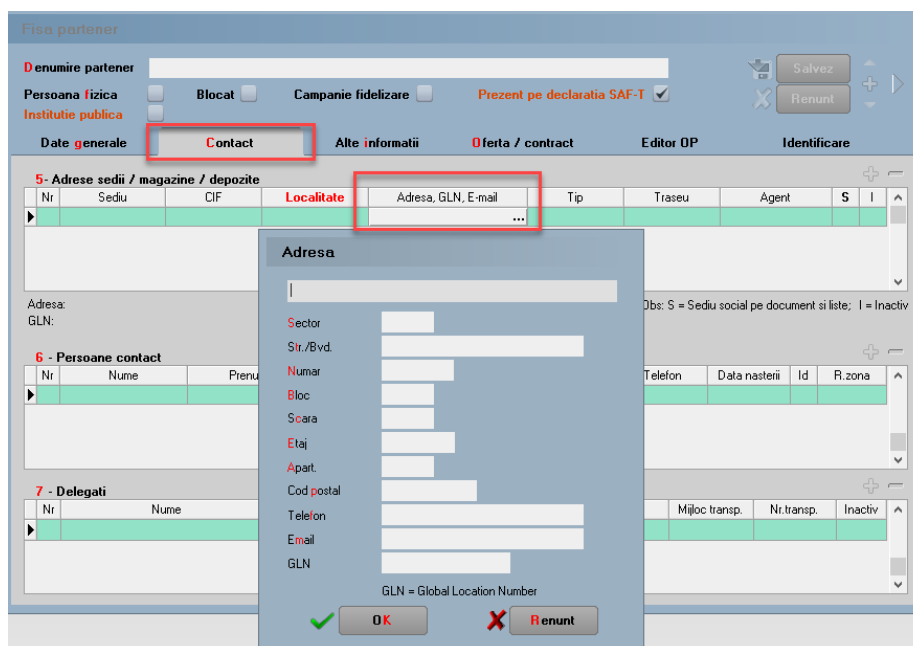 Fisa partener
Denumire partener
Salvez
Persoana fizica Blocat Campanie fidelizare Prezent pe declaratia SAF-T
Renunt
Institutie publica
Date generale Contact Alte informatii Oferta / contract Editor OP Identificare
5- Adrese sedii / magazine / depozite
Nr Sediu CIF Localitate Adresa, GLN, E-mail Tip Traseu Agent S I
...
Adresa
Adresa:
Obs: S = Sediu social pe document si liste; I = Inactiv
GLN:
Sector
Str./Bvd.
Numar
Bloc
Scara
Etaj
Apart.
Cod postal
Telefon
Email
GLN
GLN = Global Location Number
OK Renunt
6 - Persoane contact
Nr Nume Prenu Telefon Data nasterii Id R.zona
7 - Delegati
Nr Nume Mijloc transp. Nr.transp. Inactiv